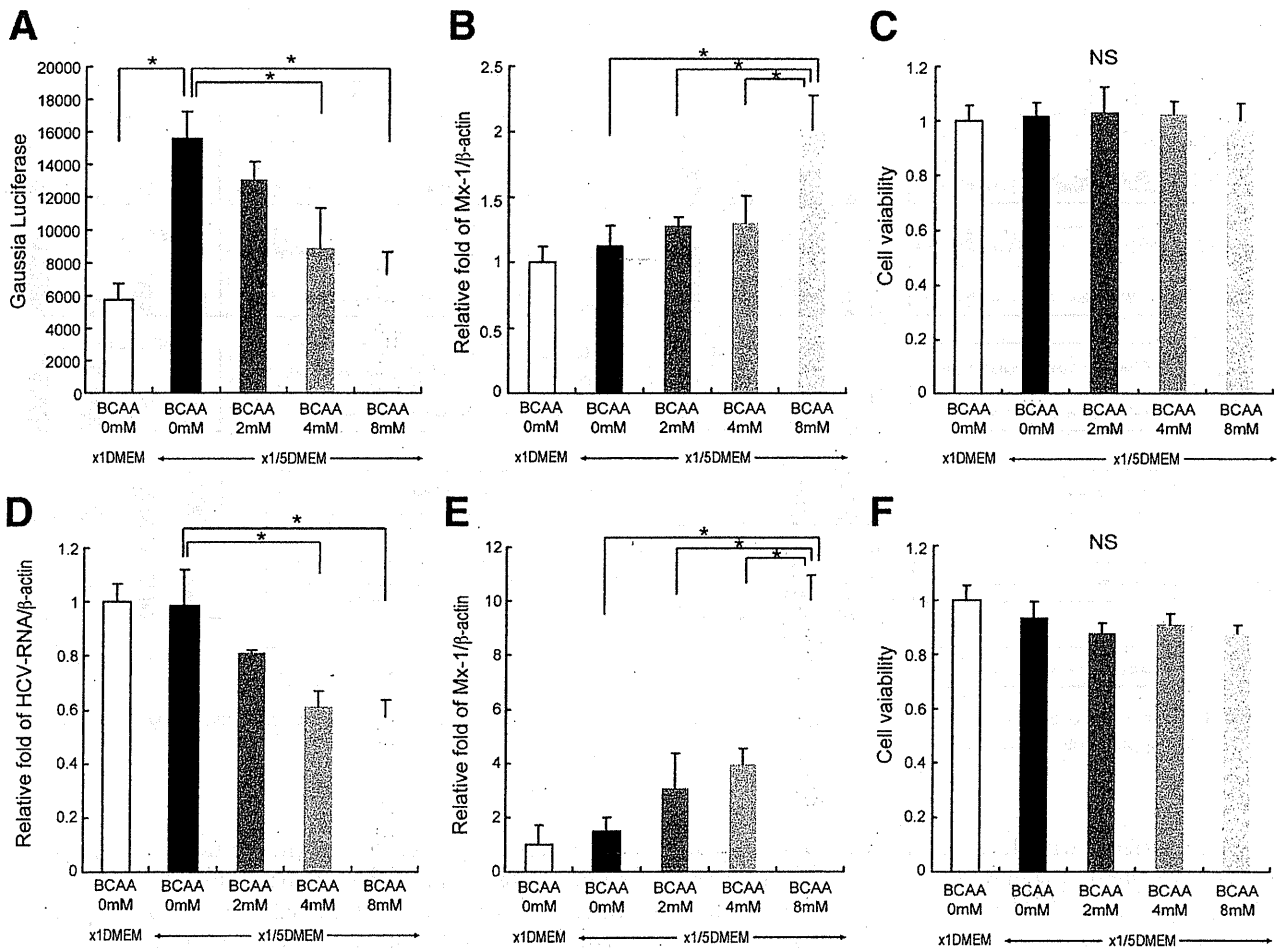 A
Gaussia Luciferase
20000
18000
16000
14000
12000
10000
8000
6000
4000
2000
0
*
*
*
BCAA 0mM
BCAA 0mM
BCAA 2mM
BCAA 4mM
BCAA 8mM
x1DMEM
x1/5DMEM
B
Relative fold of Mx-1/β-actin
2.5
2
1.5
1
0.5
0
*
*
*
BCAA 0mM
BCAA 0mM
BCAA 2mM
BCAA 4mM
BCAA 8mM
x1DMEM
x1/5DMEM
C
NS
Cell vaiability
1.2
1
0.8
0.6
0.4
0.2
0
BCAA 0mM
BCAA 0mM
BCAA 2mM
BCAA 4mM
BCAA 8mM
x1DMEM
x1/5DMEM
D
Relative fold of HCV-RNA/β-actin
1.2
1
0.8
0.6
0.4
0.2
0
*
*
BCAA 0mM
BCAA 0mM
BCAA 2mM
BCAA 4mM
BCAA 8mM
x1DMEM
x1/5DMEM
E
Relative fold of Mx-1/β-actin
12
10
8
6
4
2
0
*
*
*
BCAA 0mM
BCAA 0mM
BCAA 2mM
BCAA 4mM
BCAA 8mM
x1DMEM
x1/5DMEM
F
NS
Cell vaiability
1.2
1
0.8
0.6
0.4
0.2
0
BCAA 0mM
BCAA 0mM
BCAA 2mM
BCAA 4mM
BCAA 8mM
x1DMEM
x1/5DMEM